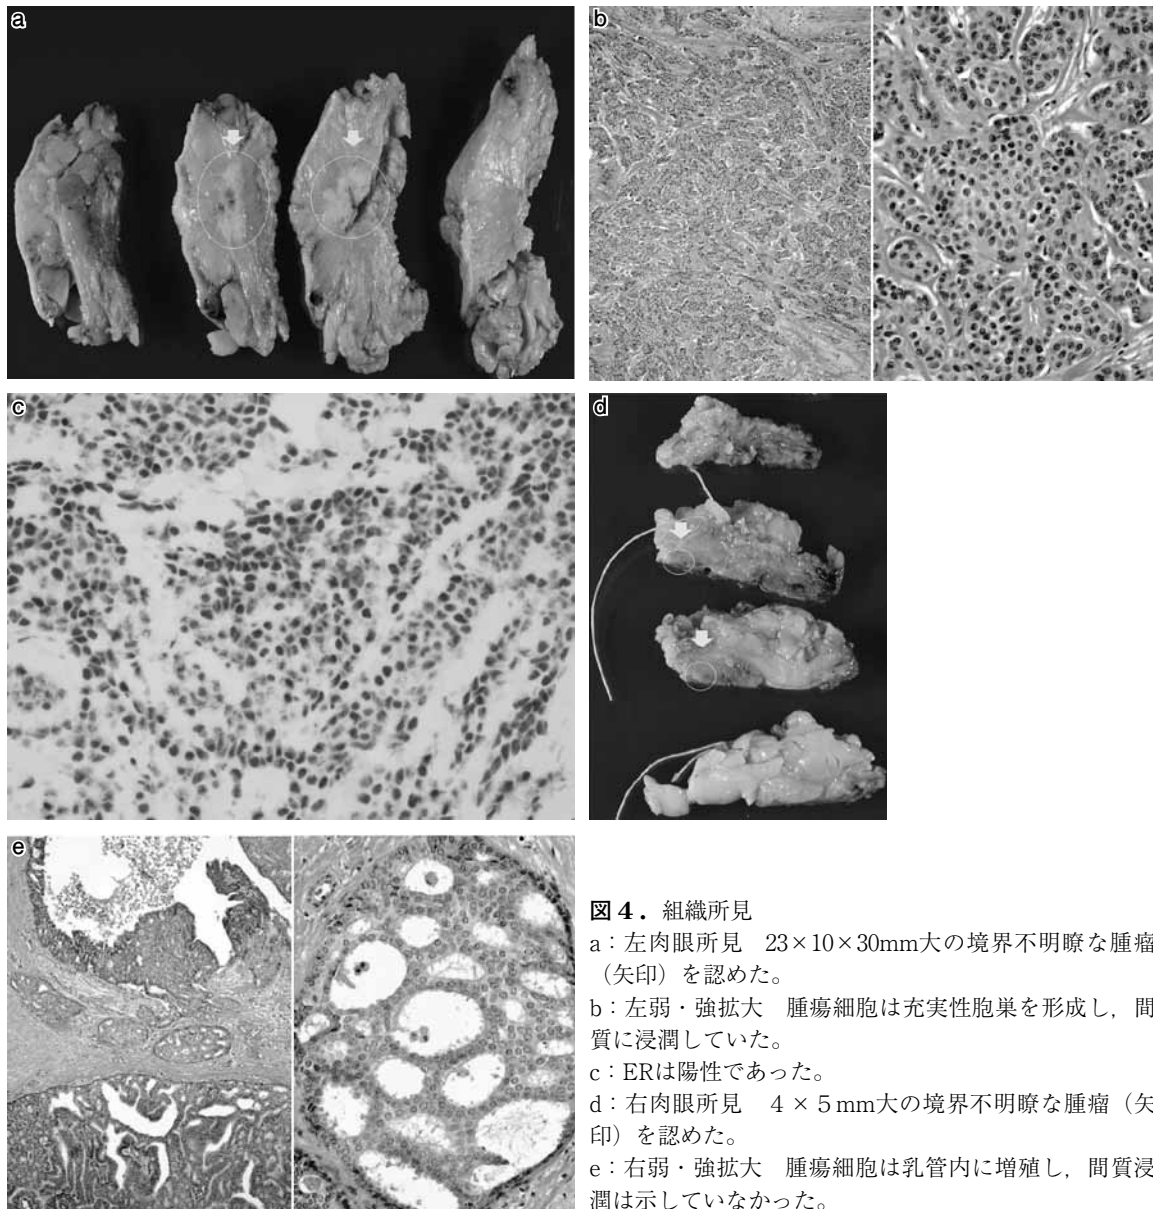 a
b
c
d
e
図4．組織所見
a：左肉眼所見　23×10×30mm大の境界不明瞭な腫瘤
（矢印）を認めた。
b：左弱・強拡大　腫瘍細胞は充実性胞巣を形成し，間
質に浸潤していた。
c：ERは陽性であった。
d：右肉眼所見　4×5mm大の境界不明瞭な腫瘤（矢
印）を認めた。
e：右弱・強拡大　腫瘍細胞は乳管内に増殖し，間質浸
潤は示していなかった。